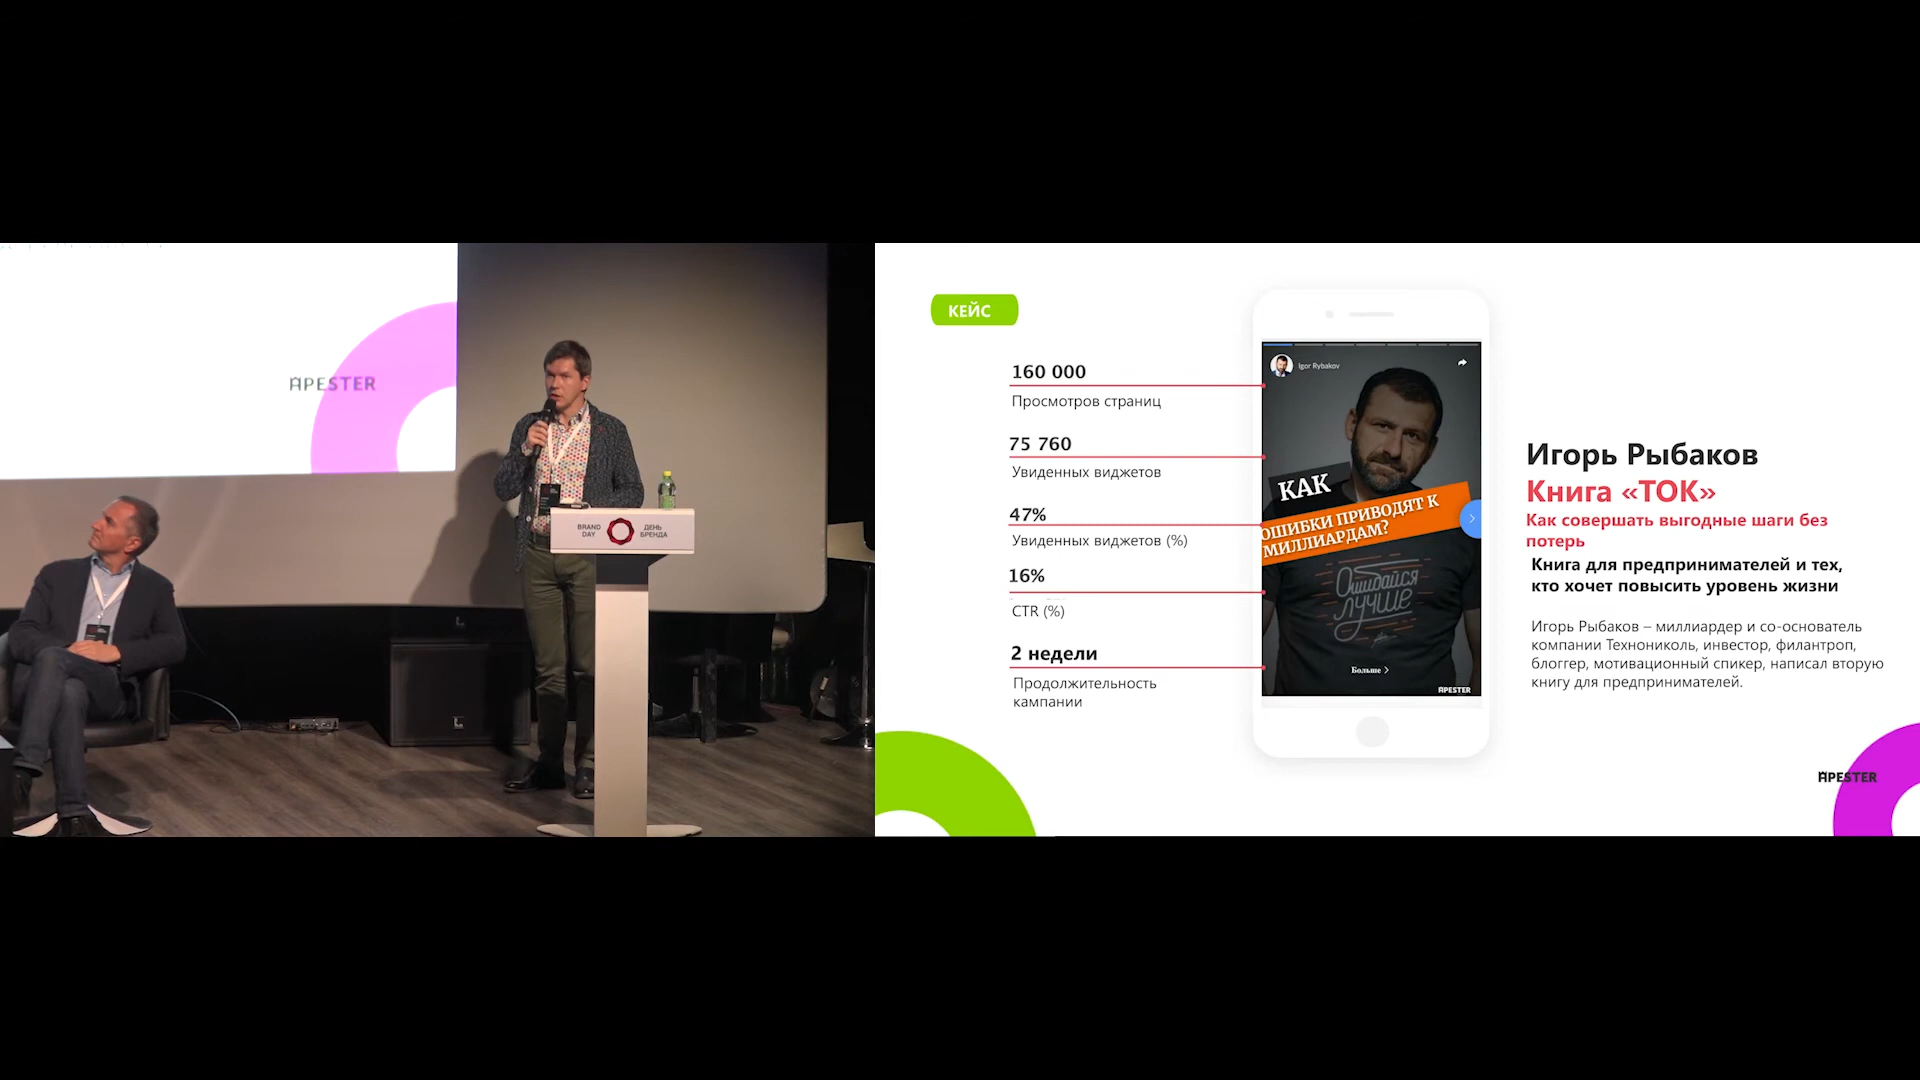 APESTER
BRAND DAY
ДЕНЬ БРЕНДА
КЕЙС
160 000
Просмотров страниц
75 760
Увиденных виджетов
47%
Увиденных виджетов (%)
16%
CTR (%)
2 недели
Продолжительность
кампании
Igor Rybakov
КАК
ОШИБКИ ПРИВОДЯТ К
МИЛЛИАРДАМ?
Ошибайся
лучше
Больше >
APESTER
Игорь Рыбаков
Книга «ТОК»
Как совершать выгодные шаги без
потерь
Книга для предпринимателей и тех,
кто хочет повысить уровень жизни
Игорь Рыбаков – миллиардер и со-основатель
компании Технониколь, инвестор, филантроп,
блоггер, мотивационный спикер, написал вторую
книгу для предпринимателей.
APESTER